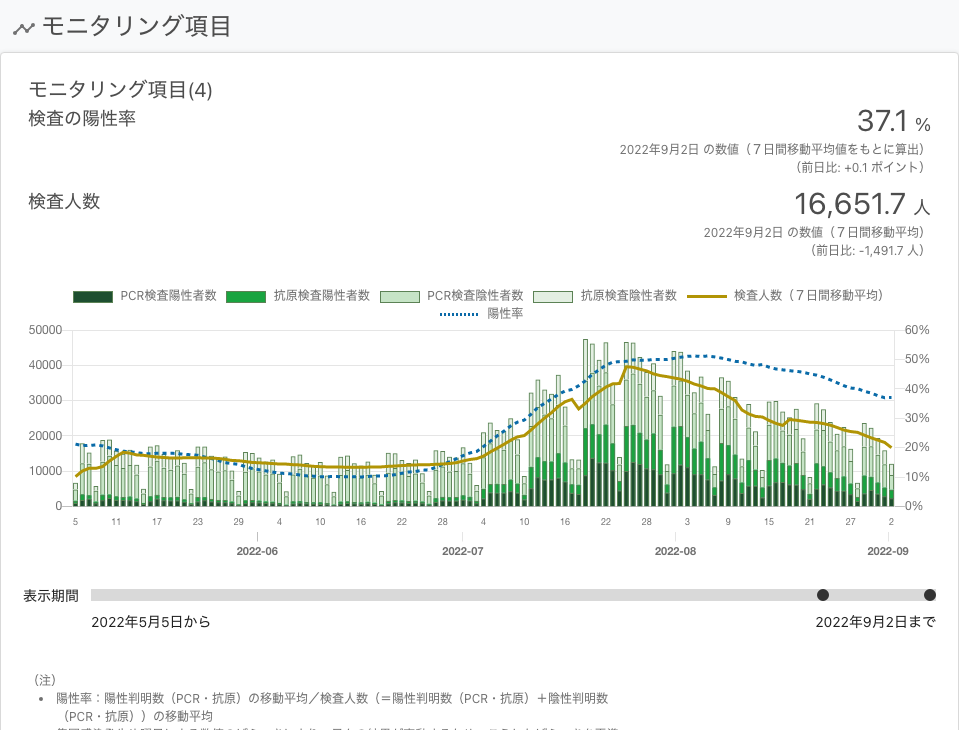 モニタリング項目
モニタリング項目(4)
検査の陽性率
37.1 %
2022年9月2日 の数値（７日間移動平均値をもとに算出）
（前日比: +0.1 ポイント）
検査人数
16,651.7 人
2022年9月2日 の数値（７日間移動平均）
（前日比: -1,491.7 人）
PCR検査陽性者数 抗原検査陽性者数 PCR検査陰性者数 抗原検査陰性者数 検査人数（７日間移動平均）
陽性率
50000 60%
40000 50%
30000 40%
20000 30%
10000 20%
0 10%
0%
5 11 17 23 29 4 10 16 22 28 4 10 16 22 28 3 9 15 21 27 2
2022-06 2022-07 2022-08 2022-09
表示期間
2022年5月5日から 2022年9月2日まで
（注）
• 陽性率：陽性判明数（PCR・抗原）の移動平均／検査人数（＝陽性判明数（PCR・抗原）＋陰性判明数
（PCR・抗原））の移動平均